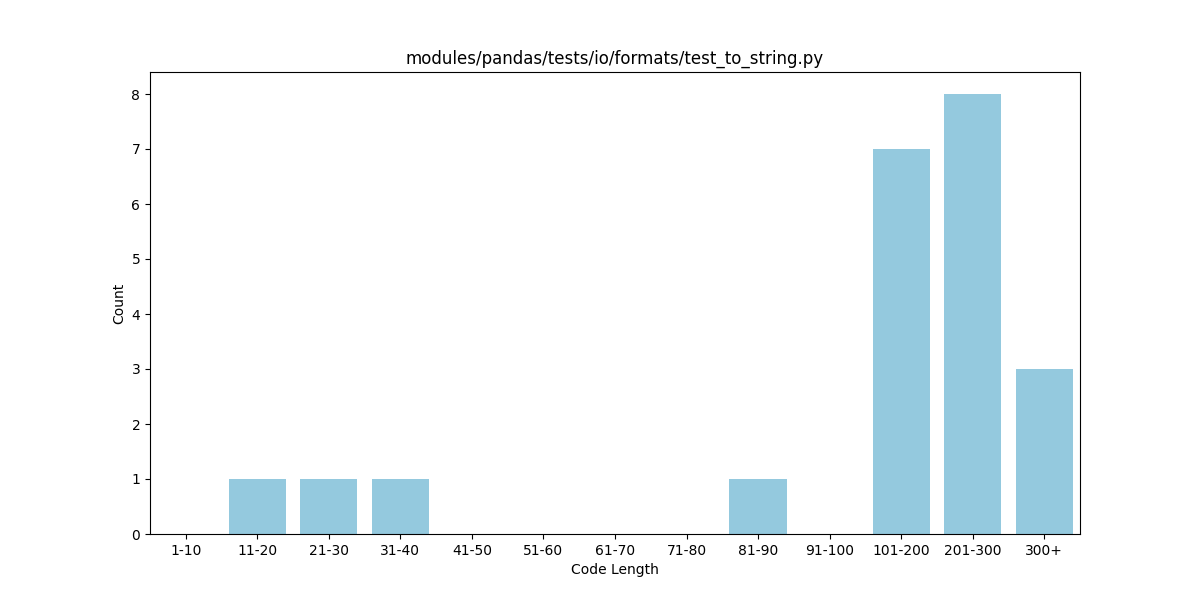 modules/pandas/tests/io/formats/test_to_string.py
8
7
6
5
4
3
2
1
0
Count
1-10 11-20 21-30 31-40 41-50 51-60 61-70 71-80 81-90 91-100 101-200 201-300 300+
Code Length